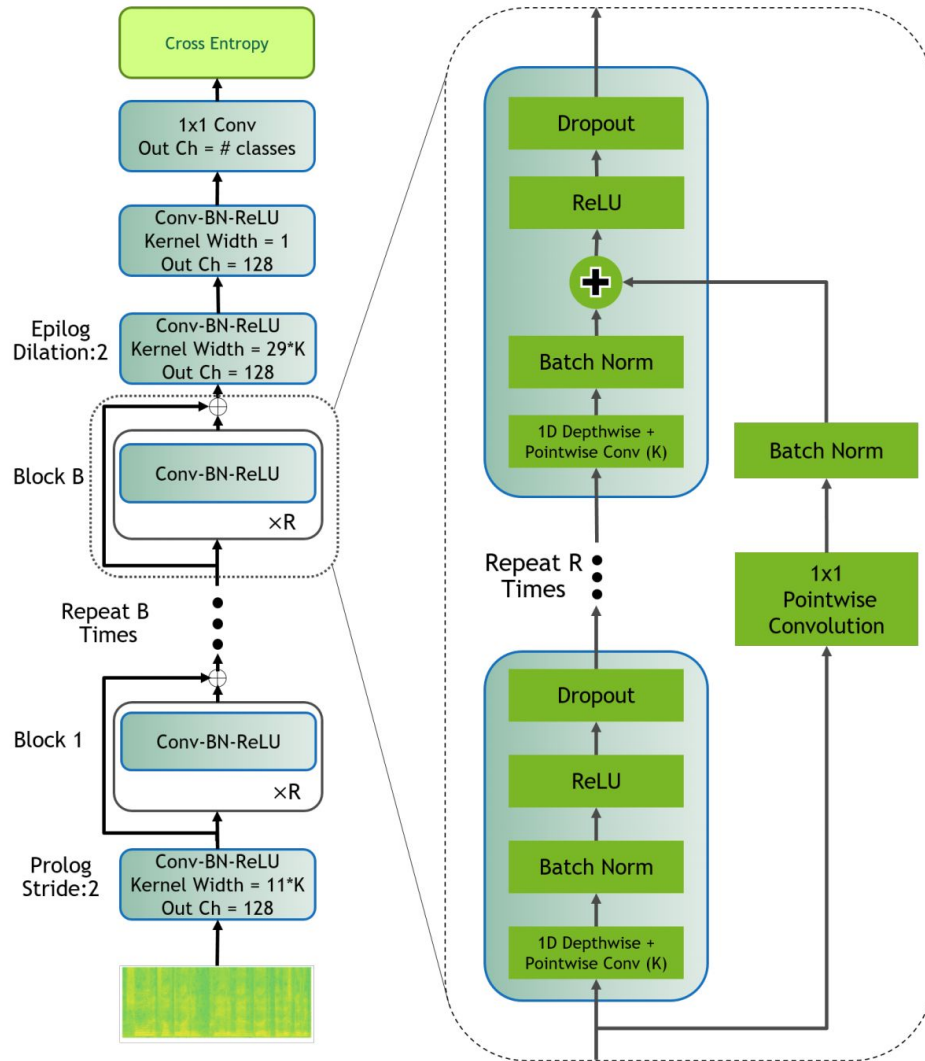 Cross Entropy
1x1 Conv
Out Ch = # classes
Conv-BN-ReLU
Kernel Width = 1
Out Ch = 128
Epilog
Dilation:2
Conv-BN-ReLU
Kernel Width = 29*K
Out Ch = 128
Block B
Conv-BN-ReLU
×R
Repeat B
Times
Block 1
Conv-BN-ReLU
×R
Prolog
Stride:2
Conv-BN-ReLU
Kernel Width = 11*K
Out Ch = 128
Dropout
ReLU
Batch Norm
1D Depthwise +
Pointwise Conv (K)
Repeat R
Times
Batch Norm
1x1
Pointwise
Convolution
Dropout
ReLU
Batch Norm
1D Depthwise +
Pointwise Conv (K)